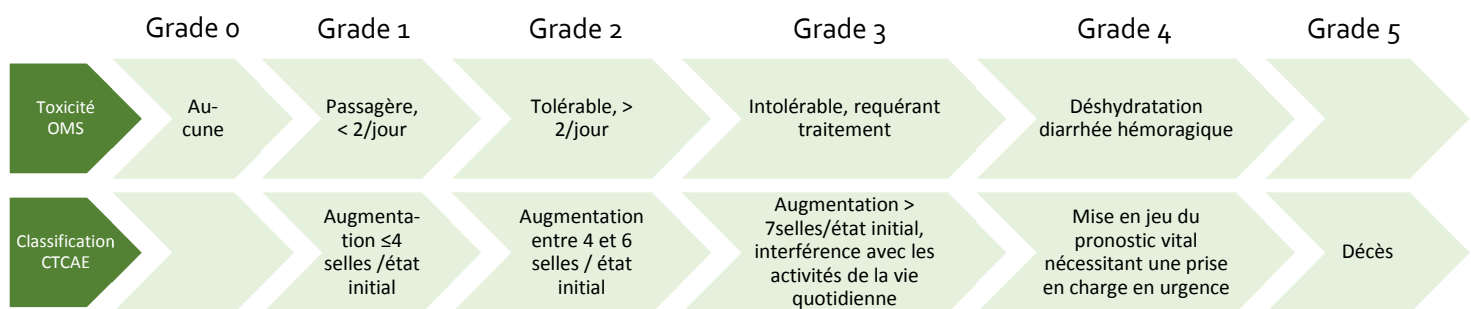 Grade 0 Grade 1 Grade 2 Grade 3 Grade 4 Grade 5
Toxicité
OMS
Au-
cune
Passagère,
< 2/jour
Tolérable, >
2/jour
Intolérable, requérant
traitement
Déshydratation
diarrhée hémoragique
Classification
CTCAE
Augmenta-
tion ≤4
selles /état
initial
Augmentation
entre 4 et 6
selles / état
initial
Augmentation >
7selles/état initial,
interférence avec les
activités de la vie
quotidienne
Mise en jeu du
pronostic vital
nécessitant une prise
en charge en urgence
Décès